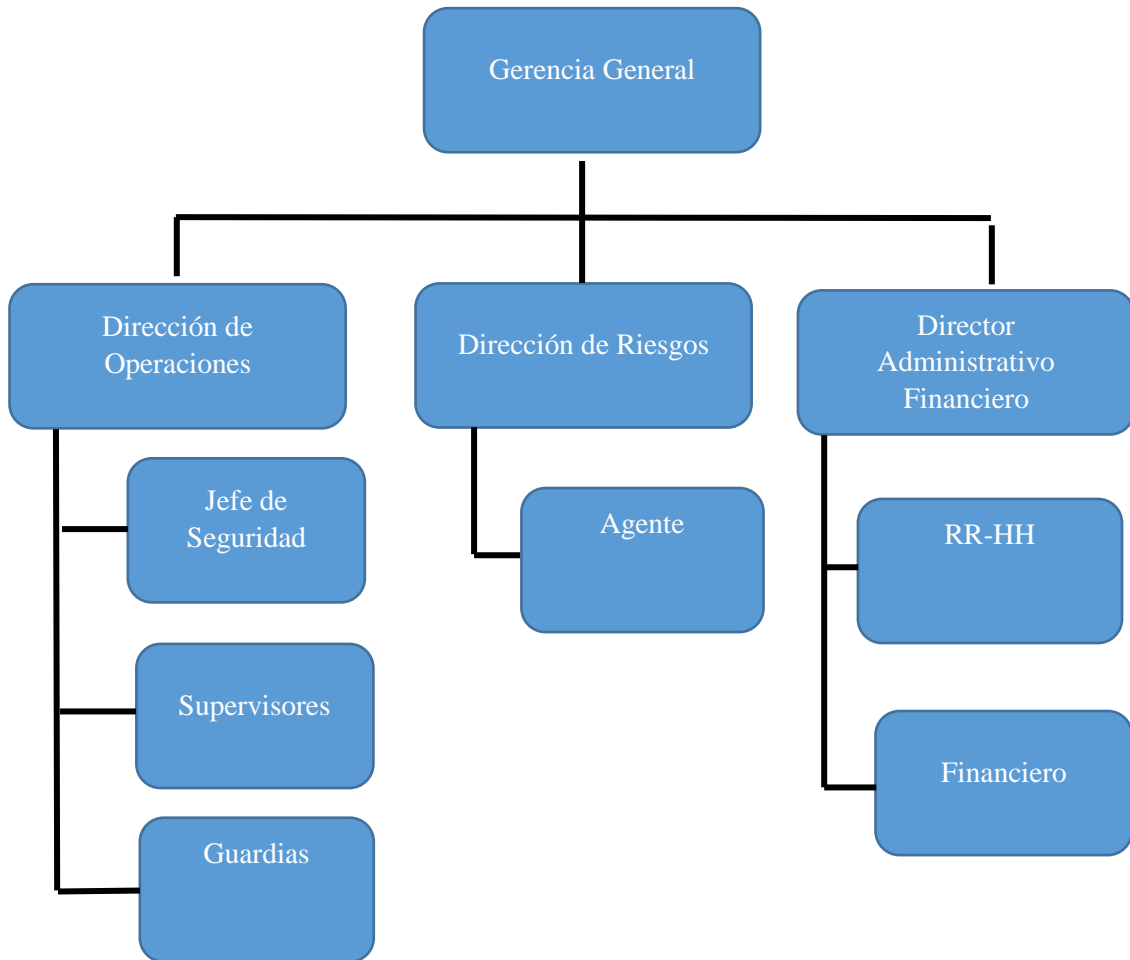 Gerencia General
Dirección de
Operaciones
Dirección de Riesgos
Director
Administrativo
Financiero
Jefe de
Seguridad
Agente
RR-HH
Supervisores
Financiero
Guardias